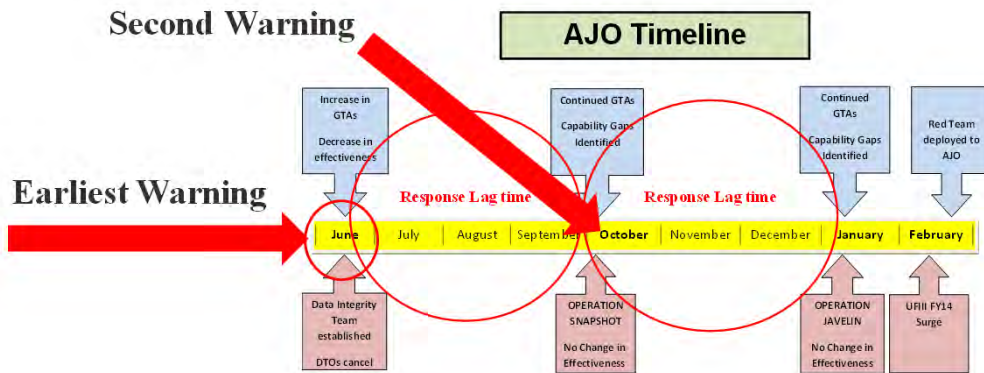 Second Warning
AJO Timeline
Increase in
GTAs
Decrease in
effectiveness
Continued GTAs
Capability Gaps
Identified
Continued
GTAs
Capability Gaps
Identified
Red Team
deployed to
AJO
Earliest Warning
Response Lag time
Response Lag time
June
July
August
September
October
November
December
January
February
Data Integrity
Team
established
DTOs cancel
OPERATION
SNAPSHOT
No Change in
Effectiveness
OPERATION
JAVELIN
No Change in
Effectiveness
UFIII FY14
Surge